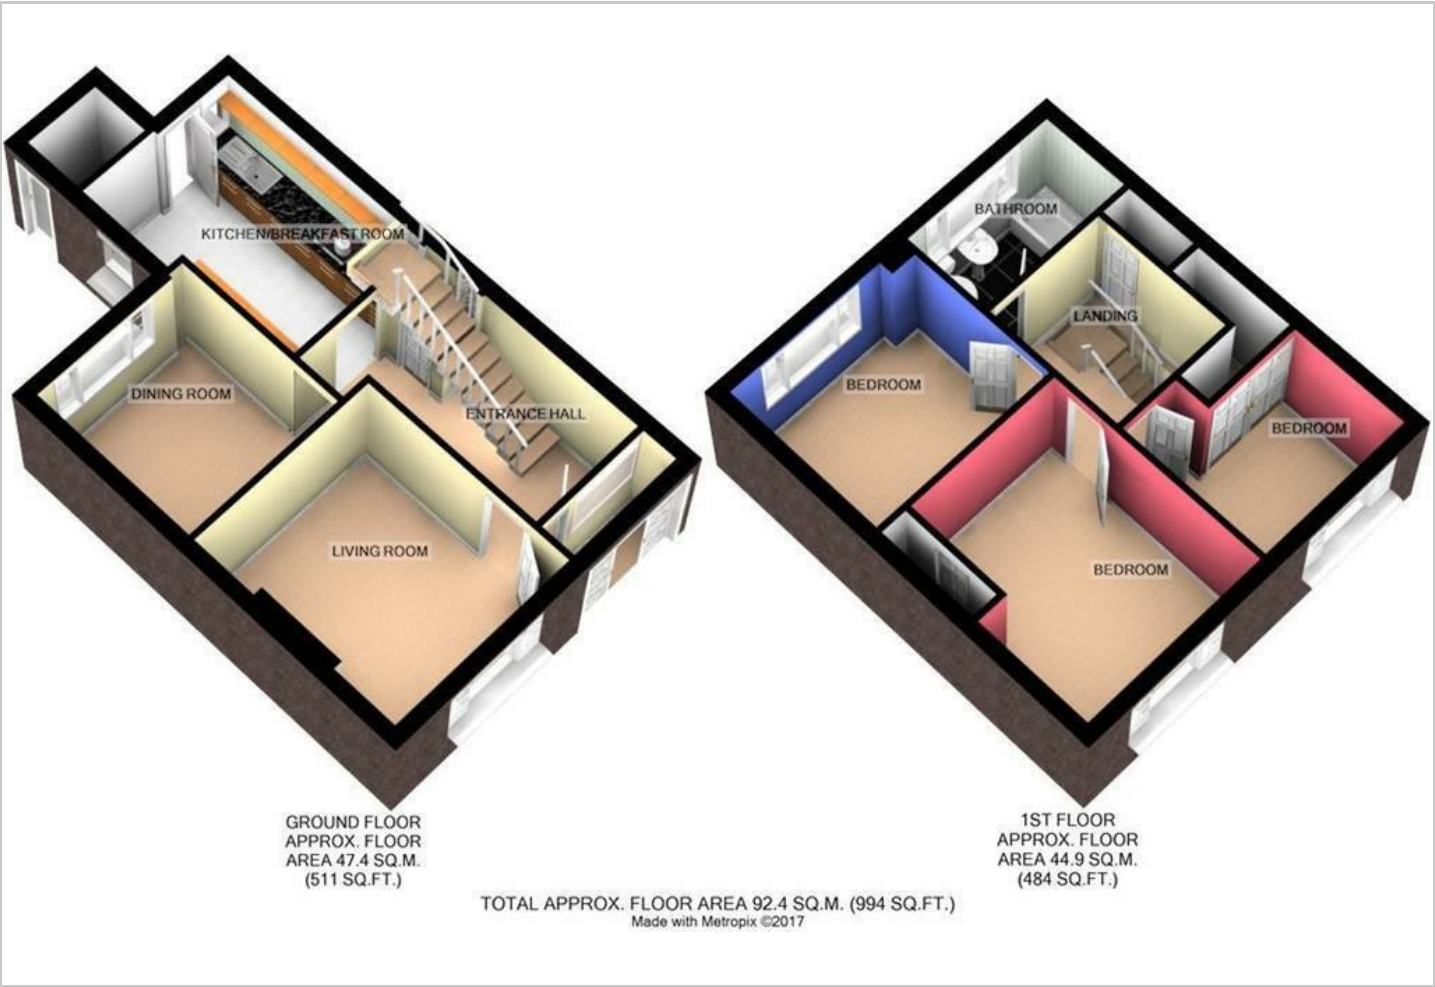 KITCHEN/BREAKFAST ROOM
DINING ROOM
ENTRANCE HALL
LIVING ROOM
GROUND FLOOR
APPROX. FLOOR
AREA 47.4 SQ.M.
(511 SQ.FT.)
BATHROOM
LANDING
BEDROOM
BEDROOM
BEDROOM
1ST FLOOR
APPROX. FLOOR
AREA 44.9 SQ.M.
(484 SQ.FT.)
TOTAL APPROX. FLOOR AREA 92.4 SQ.M. (994 SQ.FT.)
Made with Metropix ©2017